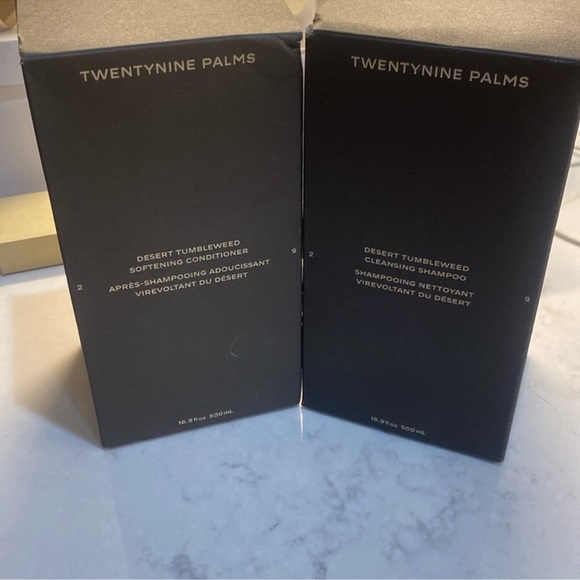 TWENTYNINE PALMS
DESERT TUMBLEWEED
SOFTENING CONDITIONER
2 9
APRÈS-SHAMPOOING ADOUCISSANT
VIREVOLTANT DU DÉSERT
16.9fl oz 500mL
TWENTYNINE PALMS
DESERT TUMBLEWEED
CLEANSING SHAMPOO
2 9
SHAMPOOING NETTOYANT
VIREVOLTANT DU DÉSERT
16.9fl oz 500mL